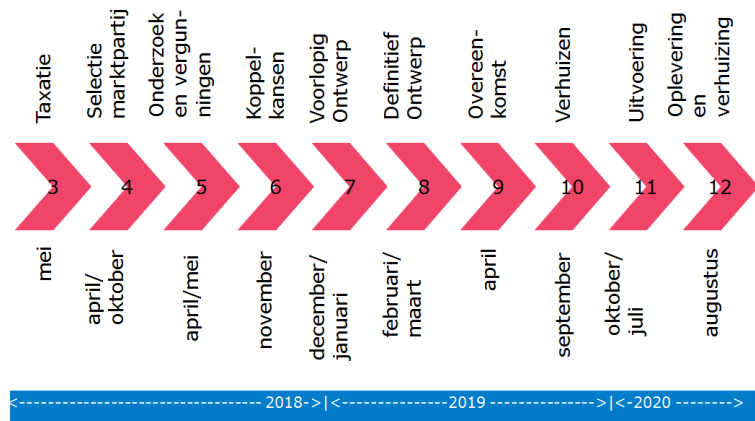 Taxatie
Selectie
marktpartij
Onderzoek
en vergun-
ningen
Koppel-
kansen
Voorlopig
Ontwerp
Definitief
Ontwerp
Overeen-
komst
Verhuizen
Uitvoering
Oplevering
en
verhuizing
3
4
5
6
7
8
9
10
11
12
mei
april/
oktober
april/mei
november
december/
januari
februari/
maart
april
september
oktober/
juli
augustus
<------------------------- 2018->|<------------ 2019 ------------->|<-2020 -------->